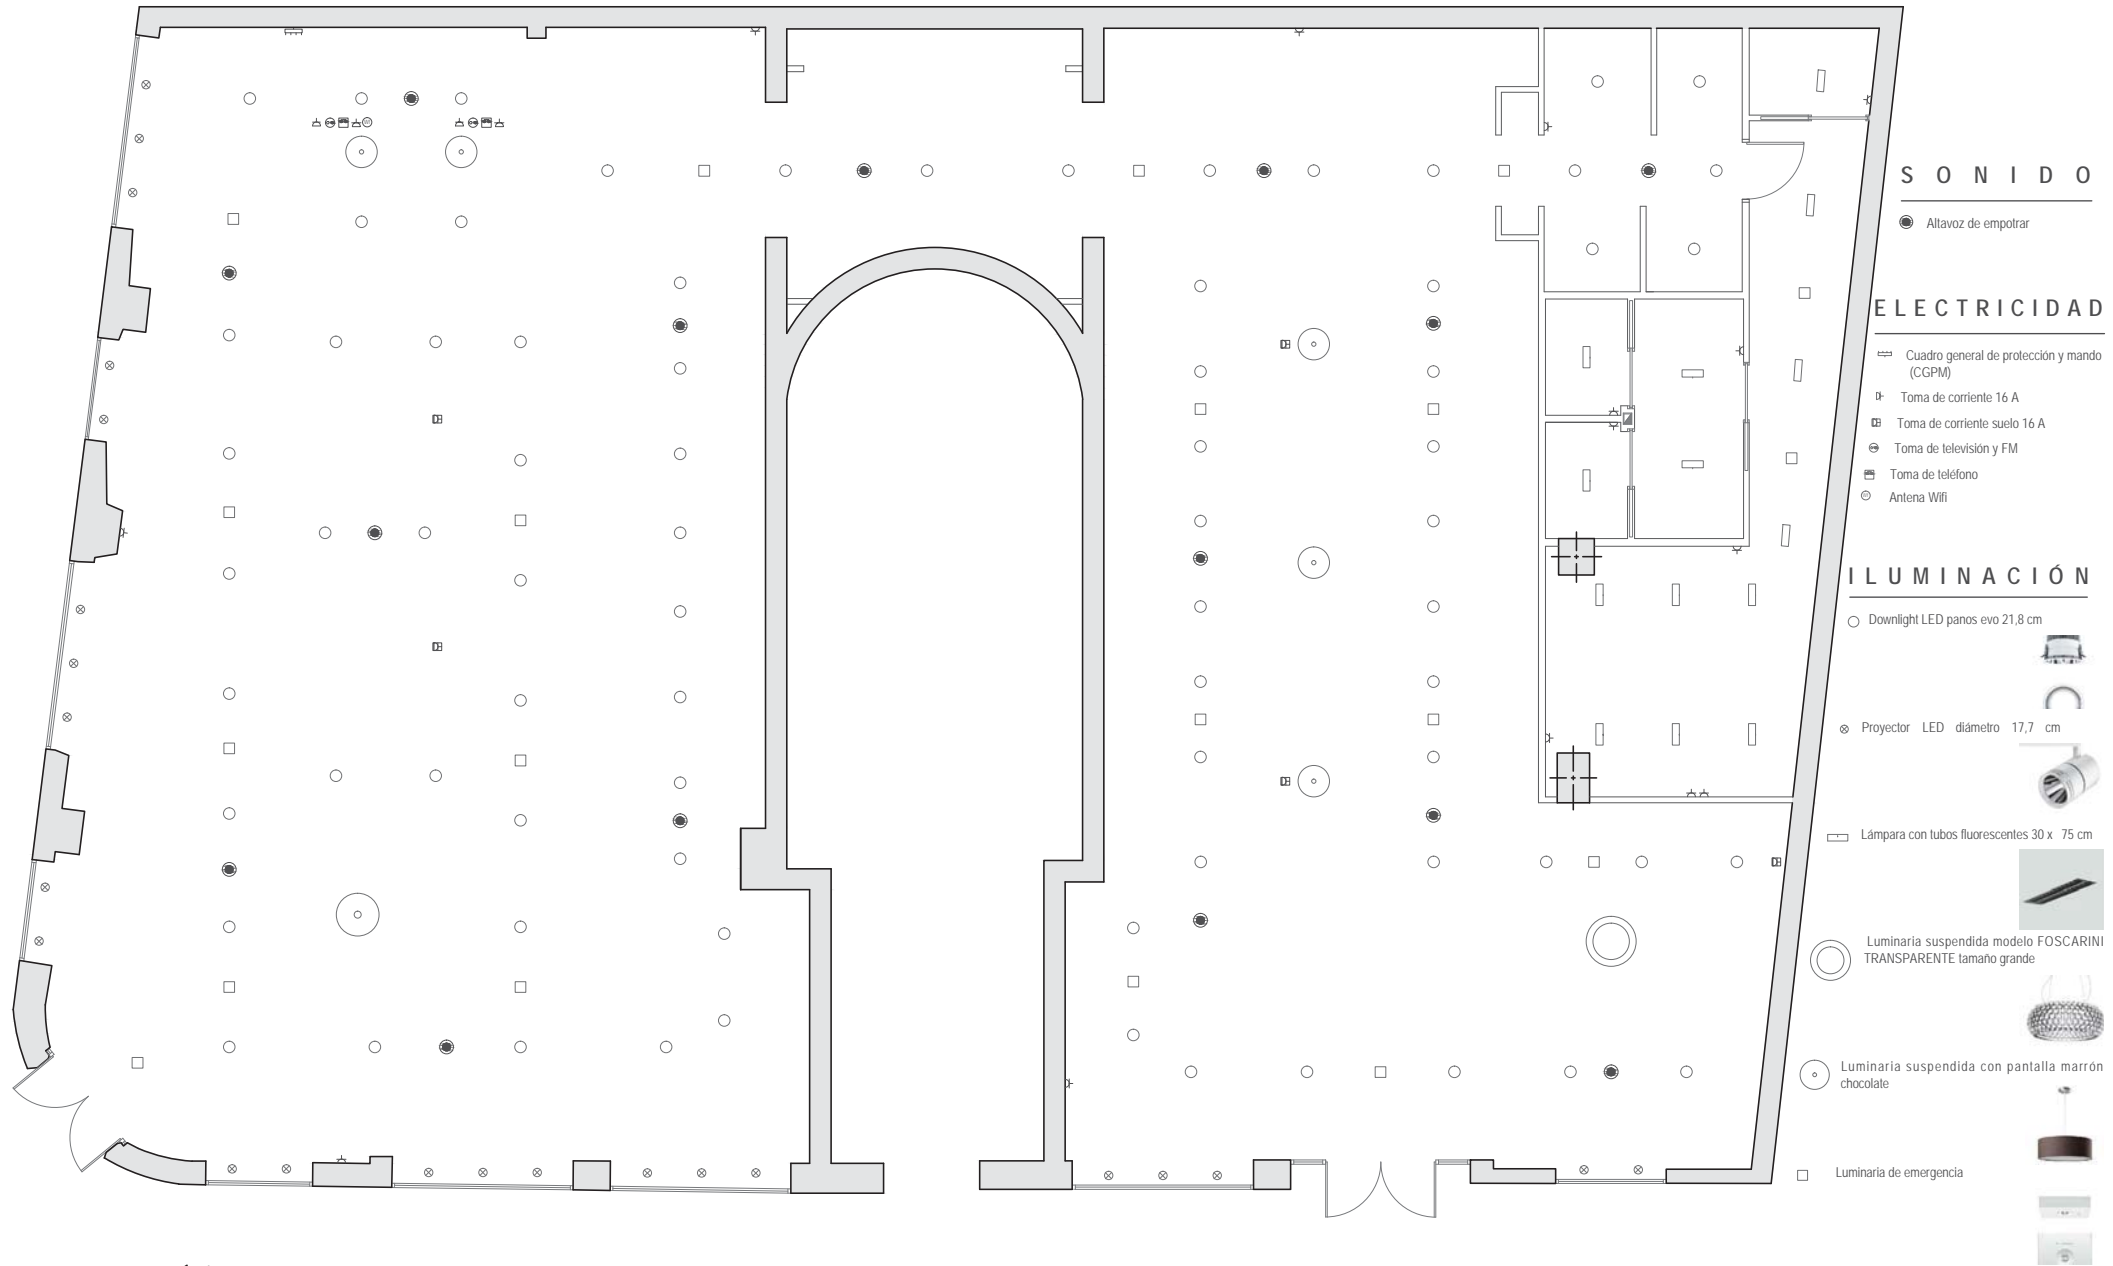 SONIDO
Altavoz de empotrar
ELECTRICIDAD
Cuadro general de protección y mando
(CGPM)
Toma de corriente 16 A
Toma de corriente suelo 16 A
Toma de televisión y FM
Toma de teléfono
Antena Wifi
ILUMINACIÓN
Downlight LED panos evo 21,8 cm
Proyector LED diámetro 17,7 cm
Lámpara con tubos fluorescentes 30 x 75 cm
Luminaria suspendida modelo FOSCARINI
TRANSPARENTE tamaño grande
Luminaria suspendida con pantalla marrón
chocolate
Luminaria de emergencia